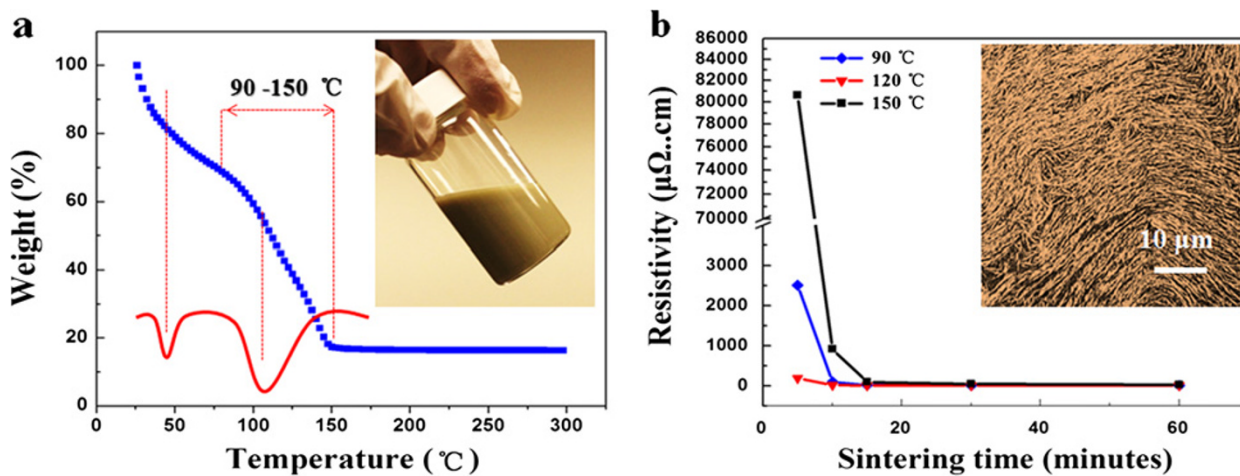 a
90 -150 ℃
100
80
60
40
20
0
Weight (%)
0 50 100 150 200 250 300
Temperature (℃)
b
90 ℃
120 ℃
150 ℃
86000
84000
82000
80000
78000
76000
74000
72000
70000
3000
2000
1000
0
Resistivity (μΩ..cm)
10 μm
0 20 40 60
Sintering time (minutes)